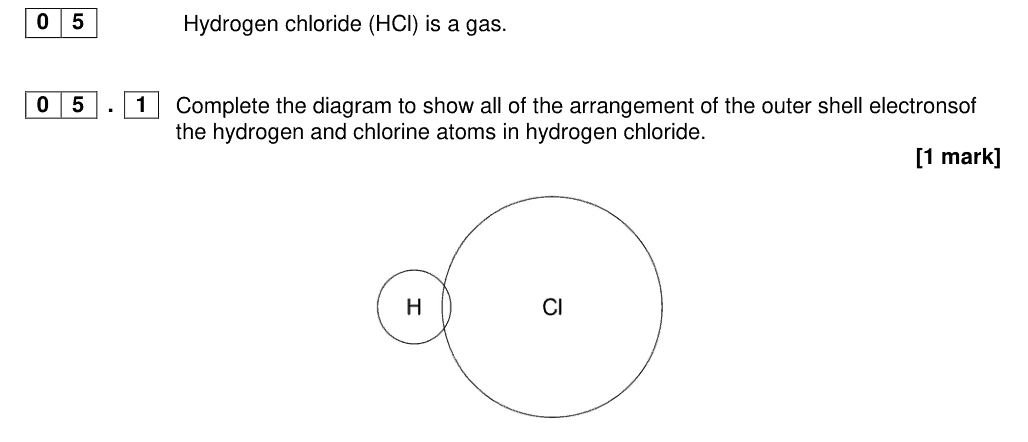 0 5 Hydrogen chloride (HCl) is a gas.
0 5 . 1 Complete the diagram to show all of the arrangement of the outer shell electronsof
the hydrogen and chlorine atoms in hydrogen chloride.
[1 mark]
H Cl